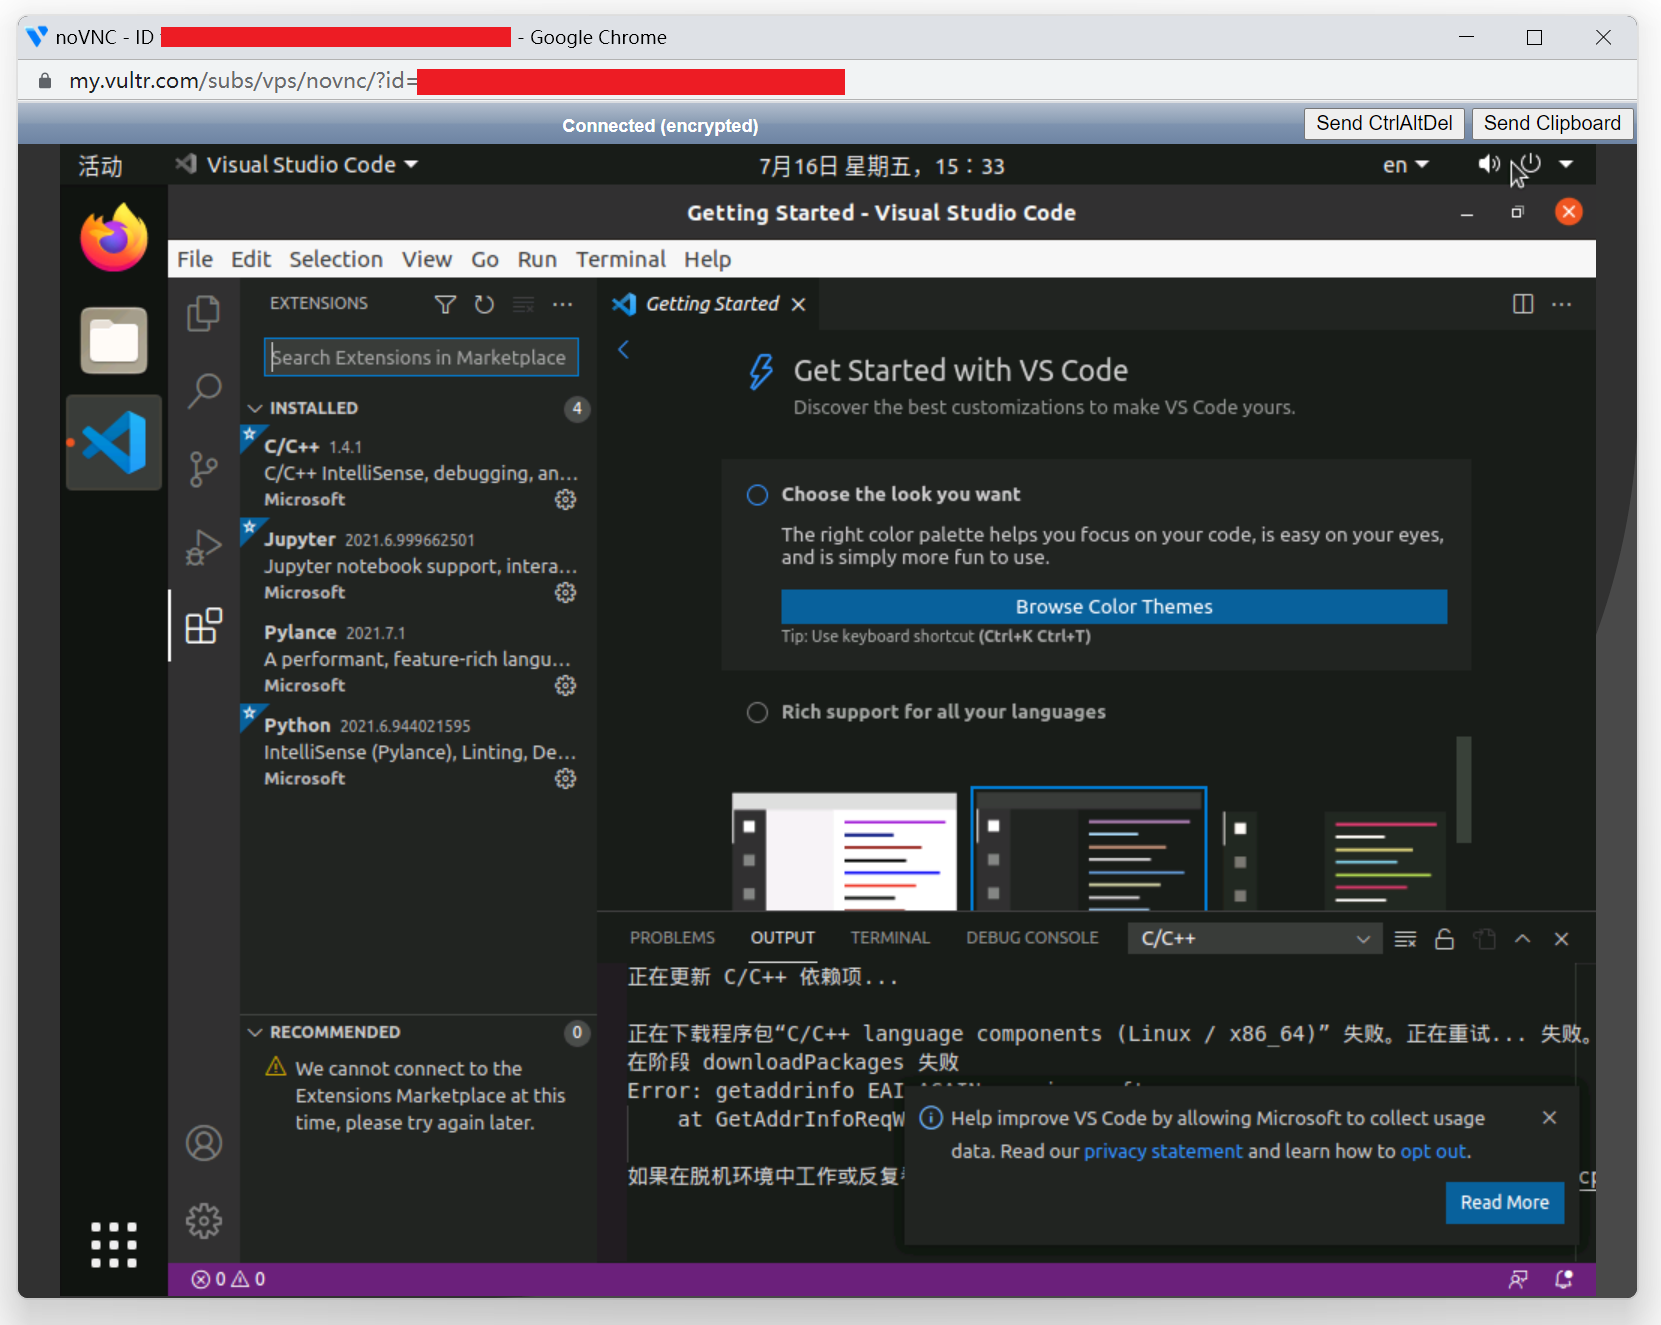 noVNC - ID
- Google Chrome
my.vultr.com/subs/vps/novnc/?id=
Connected (encrypted)
Send CtrlAltDel
Send Clipboard
活动
Visual Studio Code
7月16日 星期五, 15：33
en
Getting Started - Visual Studio Code
File Edit Selection View Go Run Terminal Help
EXTENSIONS
Search Extensions in Marketplace
INSTALLED
4
C/C++ 1.4.1
C/C++ IntelliSense, debugging, an...
Microsoft
Jupyter 2021.6.999662501
Jupyter notebook support, intera...
Microsoft
Pylance 2021.7.1
A performant, feature-rich langu...
Microsoft
Python 2021.6.944021595
IntelliSense (Pylance), Linting, De...
Microsoft
RECOMMENDED
0
We cannot connect to the
Extensions Marketplace at this
time, please try again later.
Getting Started
Get Started with VS Code
Discover the best customizations to make VS Code yours.
Choose the look you want
The right color palette helps you focus on your code, is easy on your eyes,
and is simply more fun to use.
Browse Color Themes
Tip: Use keyboard shortcut (Ctrl+K Ctrl+T)
Rich support for all your languages
PROBLEMS OUTPUT TERMINAL DEBUG CONSOLE
C/C++
正在更新 C/C++ 依赖项...
正在下载程序包“C/C++ language components (Linux / x86_64)” 失败。正在重试... 失败。
在阶段 downloadPackages 失败
Error: getaddrinfo
at GetAddrInfoReqW
如果在脱机环境中工作或反复
Help improve VS Code by allowing Microsoft to collect usage
data. Read our privacy statement and learn how to opt out.
Read More
0 0